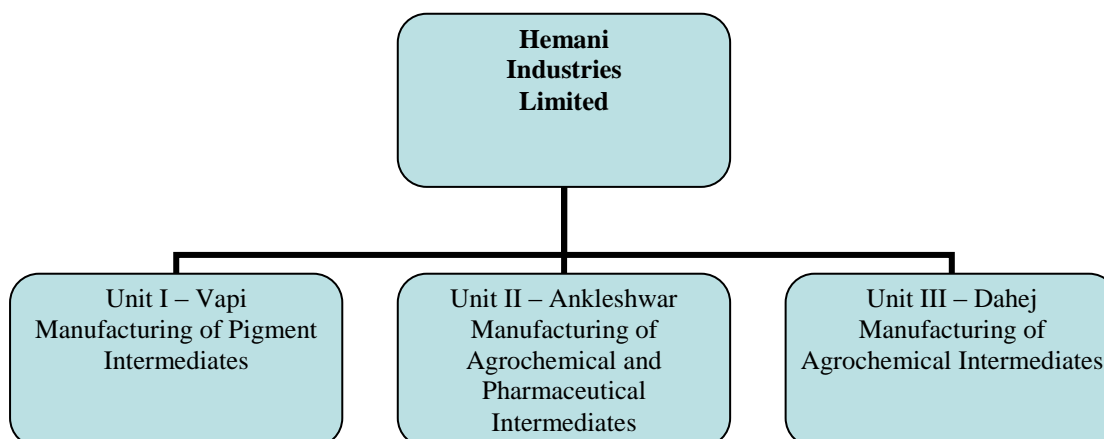 Hemani
Industries
Limited
Unit I – Vapi
Manufacturing of Pigment
Intermediates
Unit II – Ankleshwar
Manufacturing of
Agrochemical and
Pharmaceutical
Intermediates
Unit III – Dahej
Manufacturing of
Agrochemical Intermediates